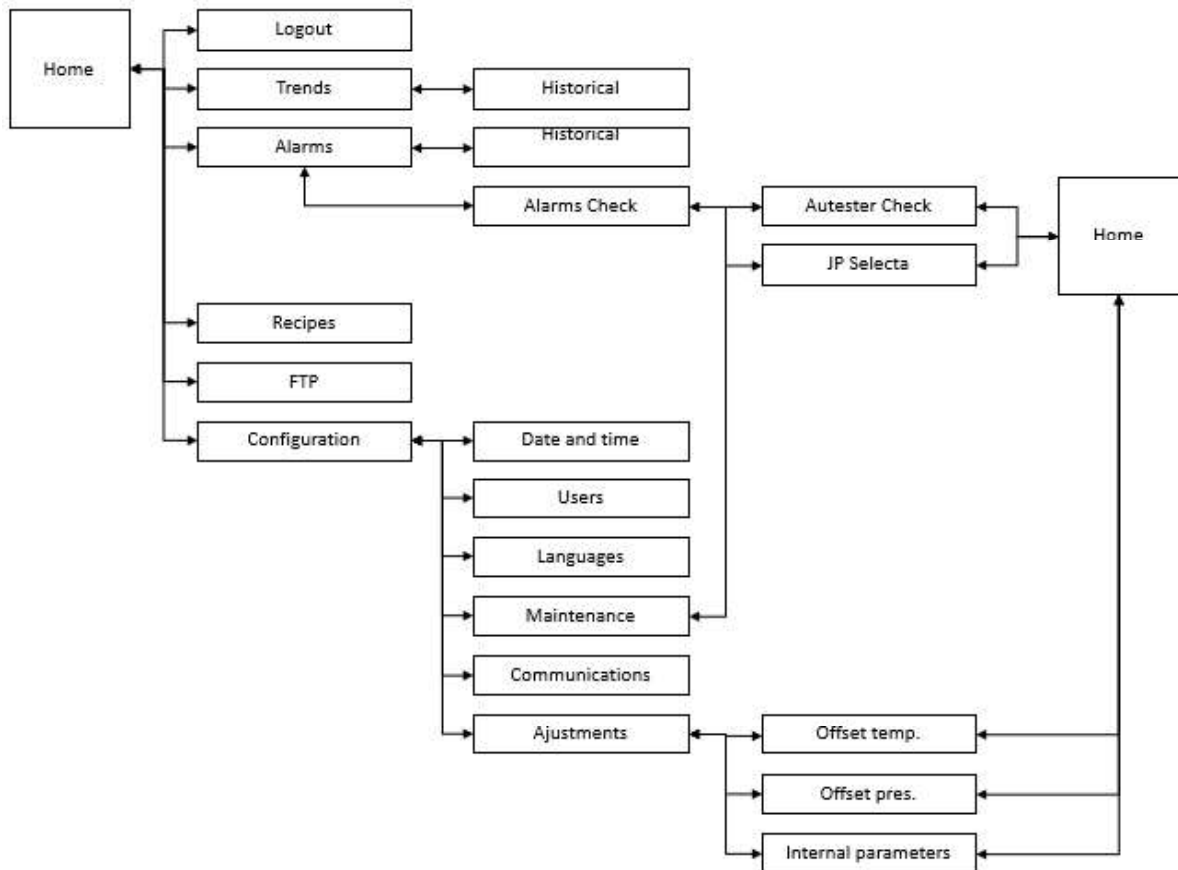 Home
Logout
Trends
Historical
Alarms
Historical
Alarms Check
Autester Check
Home
JP Selecta
Recipes
FTP
Configuration
Date and time
Users
Languages
Maintenance
Communications
Ajustments
Offset temp.
Offset pres.
Internal parameters